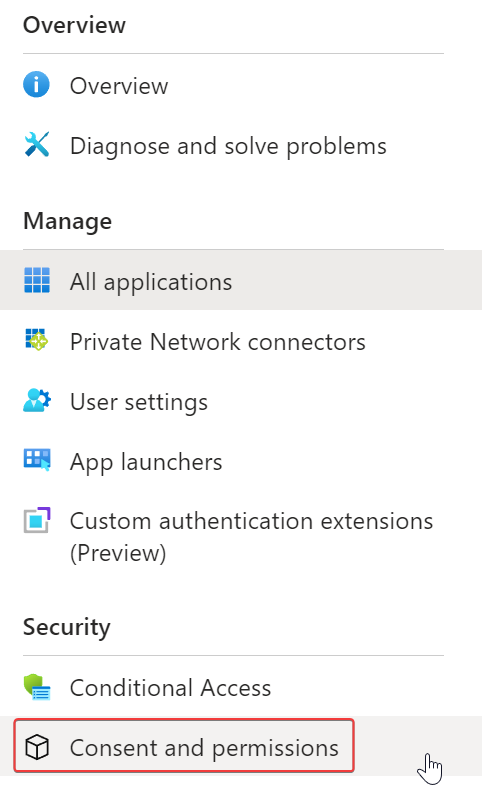 Overview
Overview
Diagnose and solve problems
Manage
All applications
Private Network connectors
User settings
App launchers
Custom authentication extensions
(Preview)
Security
Conditional Access
Consent and permissions